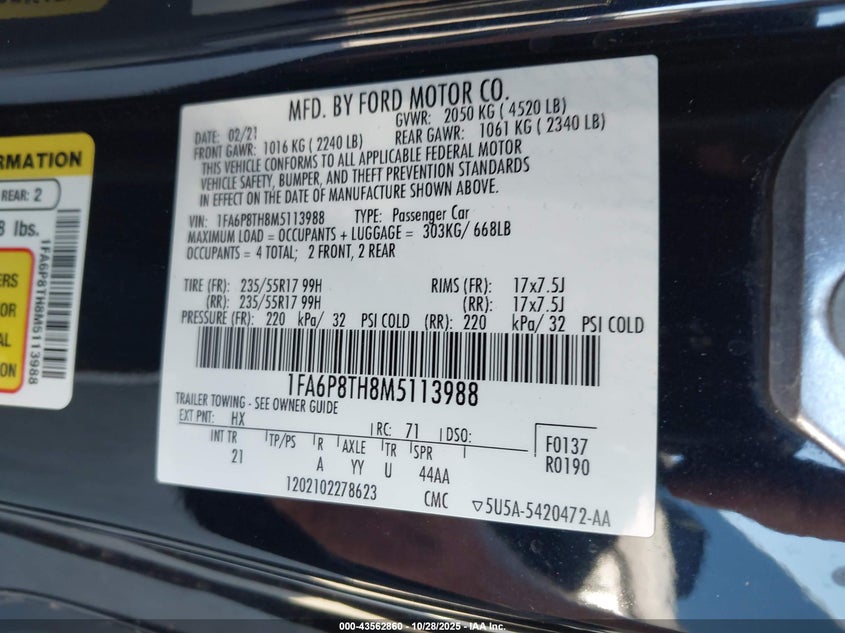 MFD. BY FORD MOTOR CO.
DATE: 02/21 GVWR: 2050 KG ( 4520 LB)
FRONT GAWR: 1016 KG ( 2240 LB) REAR GAWR: 1061 KG ( 2340 LB)
THIS VEHICLE CONFORMS TO ALL APPLICABLE FEDERAL MOTOR
VEHICLE SAFETY, BUMPER, AND THEFT PREVENTION STANDARDS
IN EFFECT ON THE DATE OF MANUFACTURE SHOWN ABOVE.
VIN: 1FA6P8TH8M5113988 TYPE: Passenger Car
MAXIMUM LOAD = OCCUPANTS + LUGGAGE = 303KG/ 668LB
OCCUPANTS = 4 TOTAL; 2 FRONT, 2 REAR
TIRE (FR): 235/55R17 99H RIMS (FR): 17x7.5J
(RR): 235/55R17 99H (RR): 17x7.5J
PRESSURE (FR): 220 kPa/ 32 PSI COLD (RR): 220 kPa/ 32 PSI COLD
1FA6P8TH8M5113988
TRAILER TOWING - SEE OWNER GUIDE
EXT PNT: HX RC: 71 DSO: F0137
INT TR TP/PS R AXLE TR SPR R0190
21 A YY U 44AA
1202102278623 CMC ▽5U5A-5420472-AA
RMATION
REAR: 2
8 lbs.
ERS
OR
AL
N
1FA6P8TH8M5113988
000-43562860 - 10/28/2025 - IAA Inc.